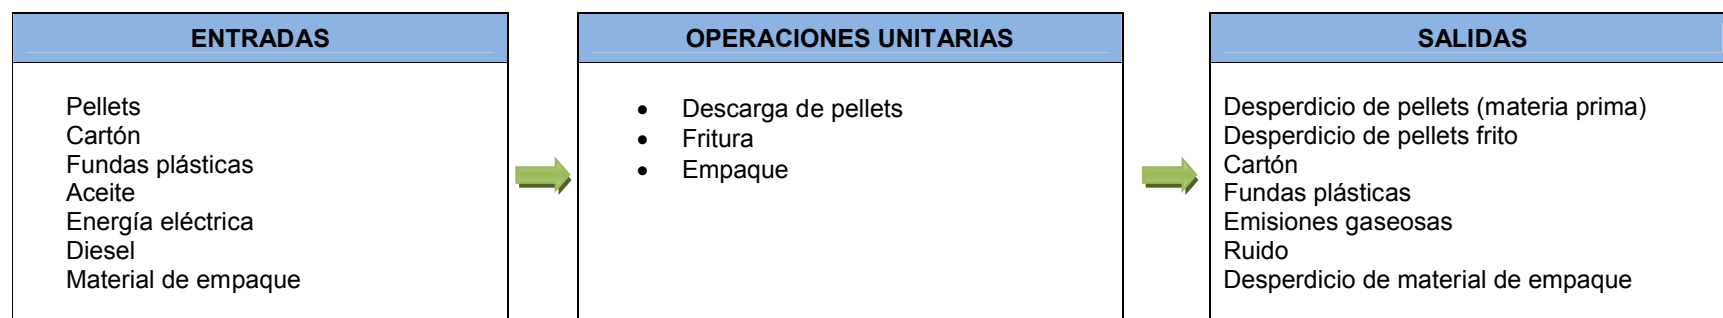 ENTRADAS
Pellets
Cartón
Fundas plásticas
Aceite
Energía eléctrica
Diesel
Material de empaque
OPERACIONES UNITARIAS
• Descarga de pellets
• Fritura
• Empaque
SALIDAS
Desperdicio de pellets (materia prima)
Desperdicio de pellets frito
Cartón
Fundas plásticas
Emisiones gaseosas
Ruido
Desperdicio de material de empaque